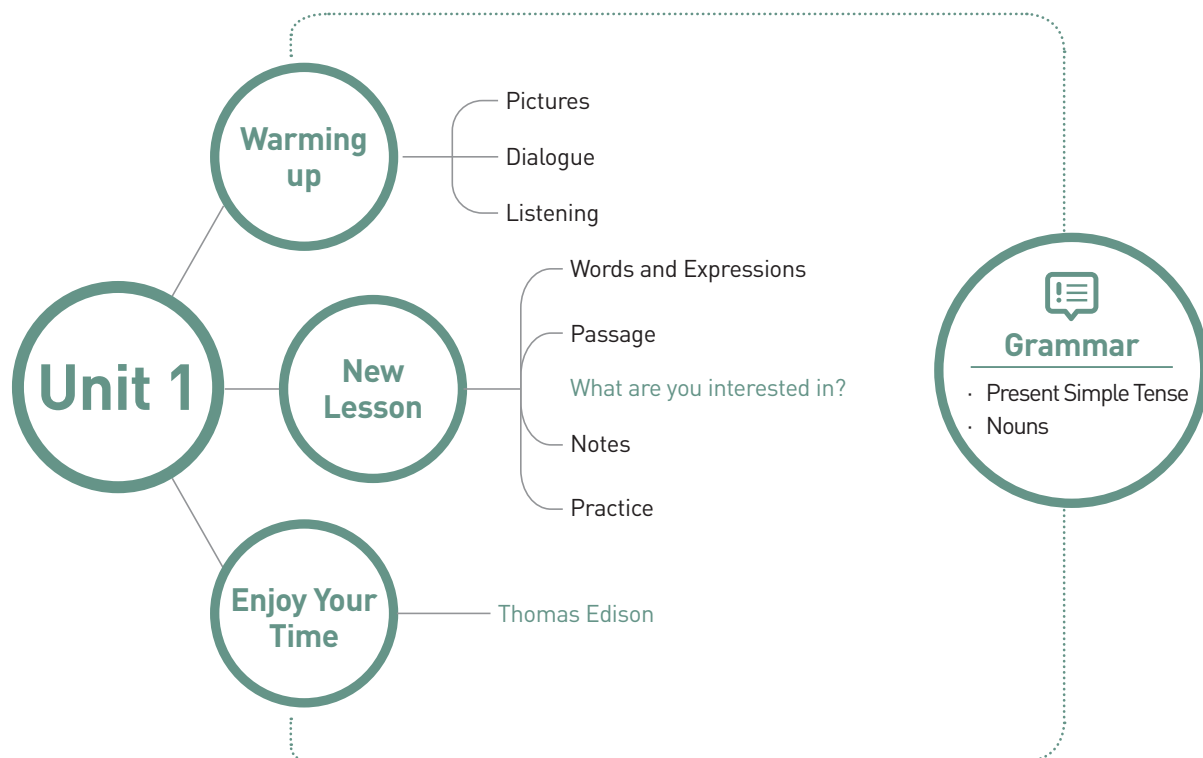 Warming
up
Pictures
Dialogue
Listening
Unit 1
New
Lesson
Words and Expressions
Passage
What are you interested in?
Notes
Practice
Enjoy Your
Time
Thomas Edison
Grammar
· Present Simple Tense
· Nouns